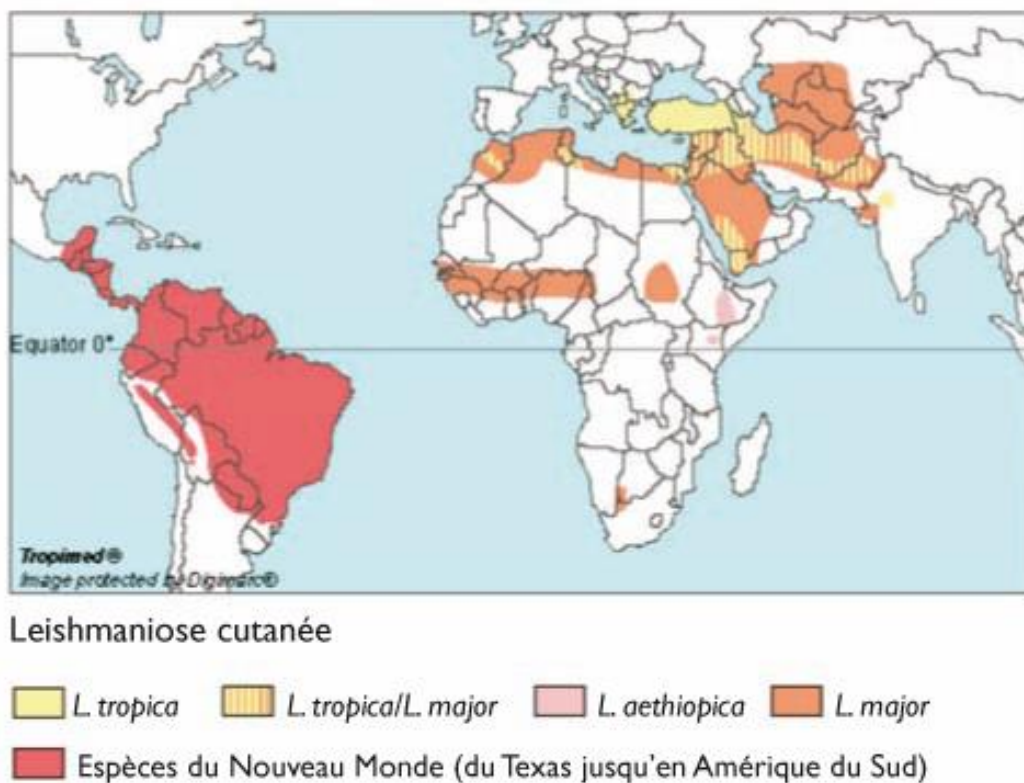 Equator 0°
Tropimed®
Image protected by Digimarc®
Leishmaniose cutanée
L. tropica
L. tropica/L. major
L. aethiopica
L. major
Espèces du Nouveau Monde (du Texas jusqu'en Amérique du Sud)